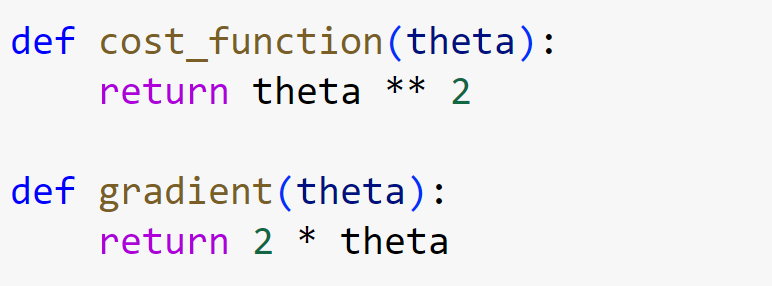 def cost_function(theta):
    return theta ** 2
def gradient(theta):
    return 2 * theta